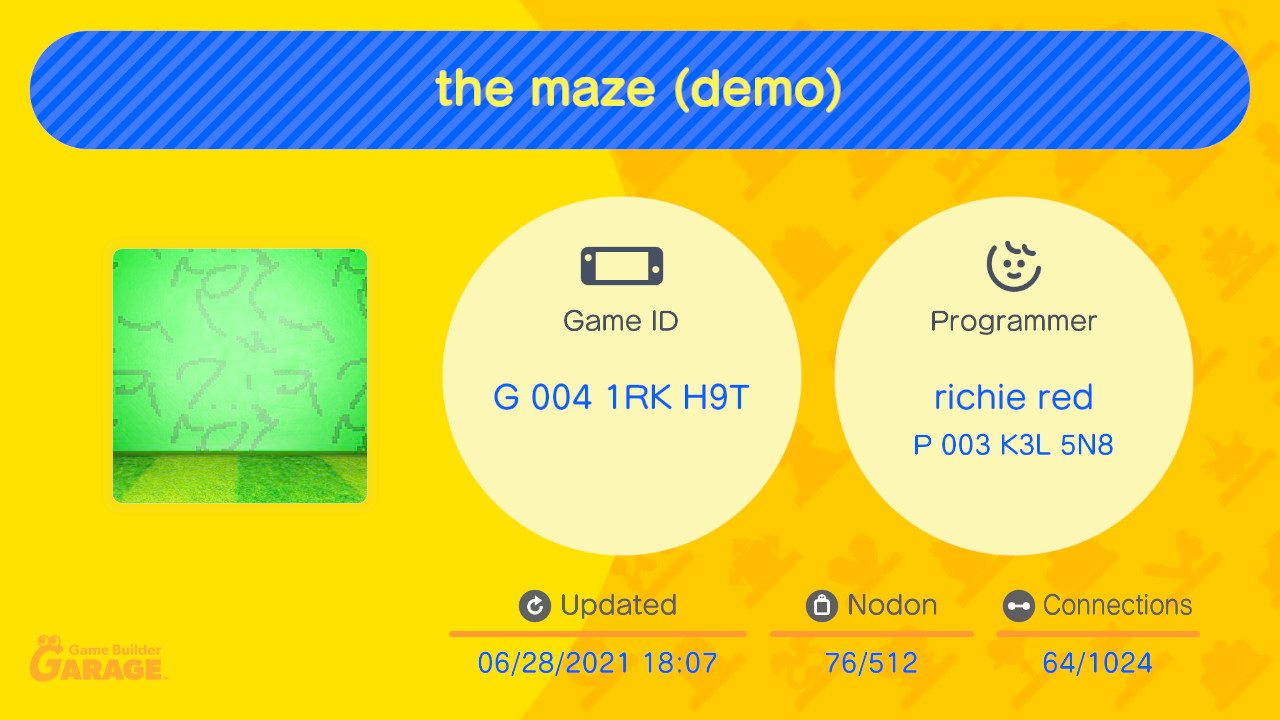 the maze (demo)
Game ID
G 004 1RK H9T
Programmer
richie red
P 003 K3L 5N8
Updated
06/28/2021 18:07
Nodon
76/512
Connections
64/1024
Game Builder
GARAGE